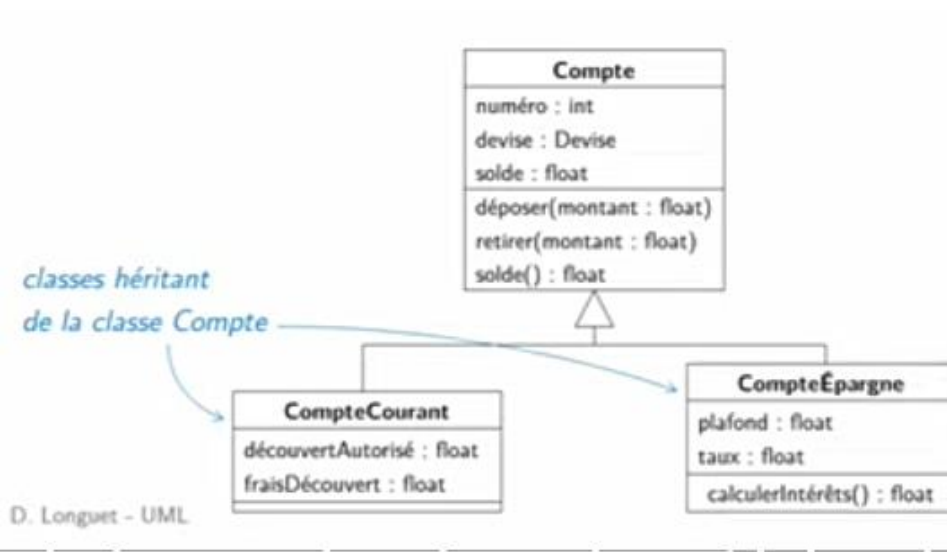 Compte
numéro : int
devise : Devise
solde : float
déposer(montant : float)
retirer(montant : float)
solde() : float
classes héritant
de la classe Compte
CompteCourant
découvertAutorisé : float
fraisDécouvert : float
CompteÉpargne
plafond : float
taux : float
calculerIntérêts() : float
D. Longuet - UML